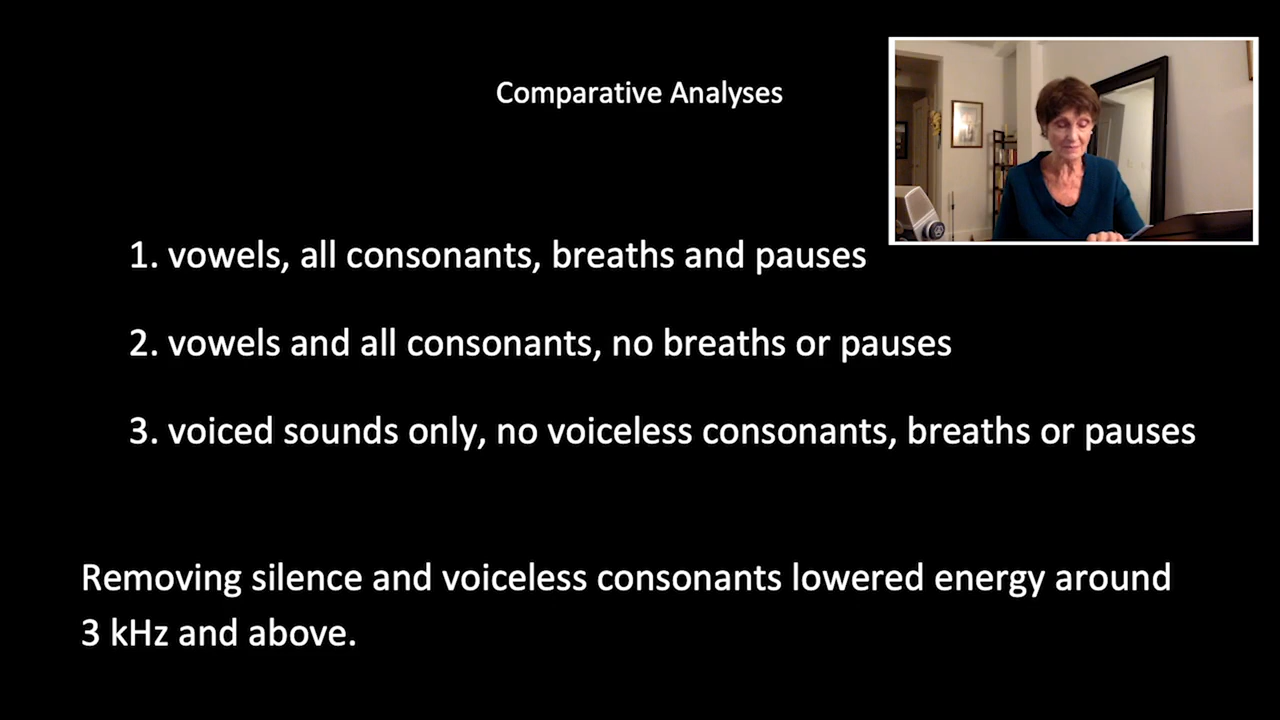 Comparative Analyses
1. vowels, all consonants, breaths and pauses
2. vowels and all consonants, no breaths or pauses
3. voiced sounds only, no voiceless consonants, breaths or pauses
Removing silence and voiceless consonants lowered energy around
3 kHz and above.